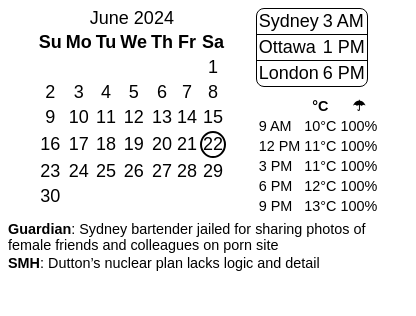 June 2024
Su Mo Tu We Th Fr Sa
1
2 3 4 5 6 7 8
9 10 11 12 13 14 15
16 17 18 19 20 21 22
23 24 25 26 27 28 29
30
Sydney 3 AM
Ottawa 1 PM
London 6 PM
°C ☂
9 AM 10°C 100%
12 PM 11°C 100%
3 PM 11°C 100%
6 PM 12°C 100%
9 PM 13°C 100%
Guardian: Sydney bartender jailed for sharing photos of
female friends and colleagues on porn site
SMH: Dutton’s nuclear plan lacks logic and detail